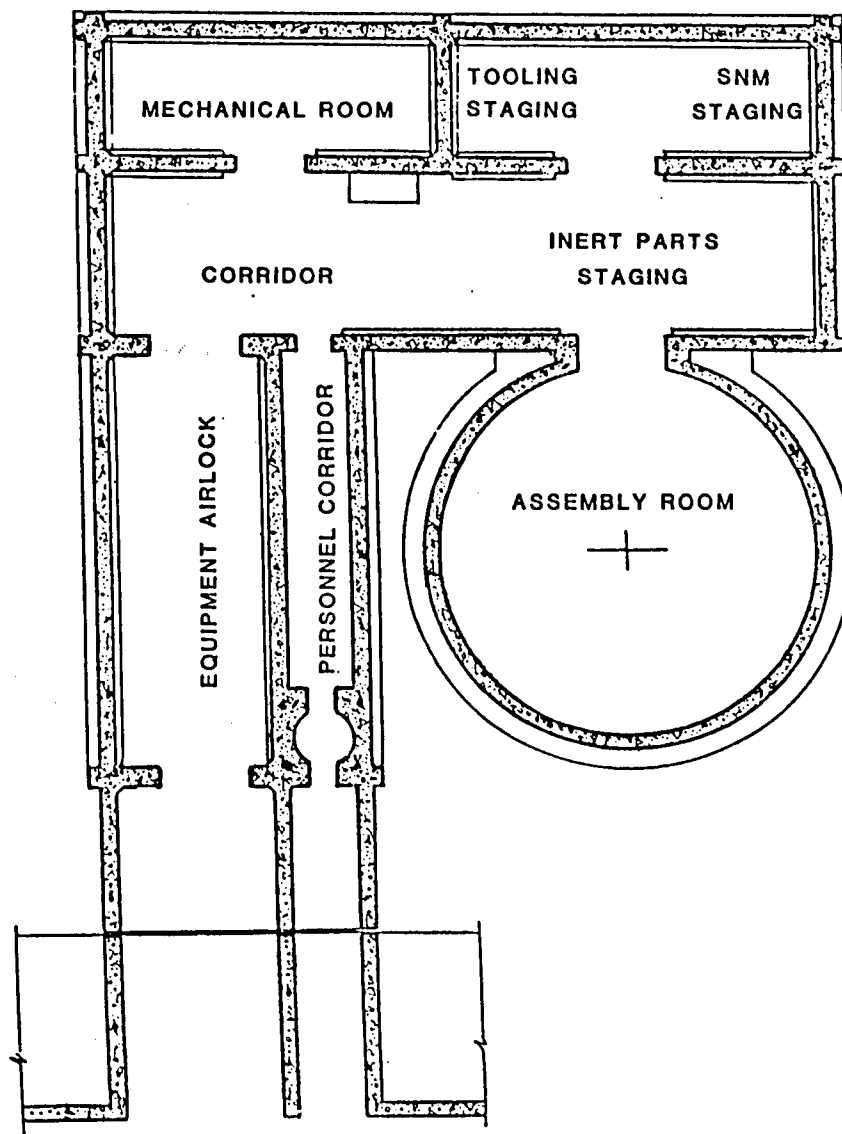 MECHANICAL ROOM
TOOLING
STAGING
SNM
STAGING
CORRIDOR
INERT PARTS
STAGING
EQUIPMENT AIRLOCK
PERSONNEL CORRIDOR
ASSEMBLY ROOM